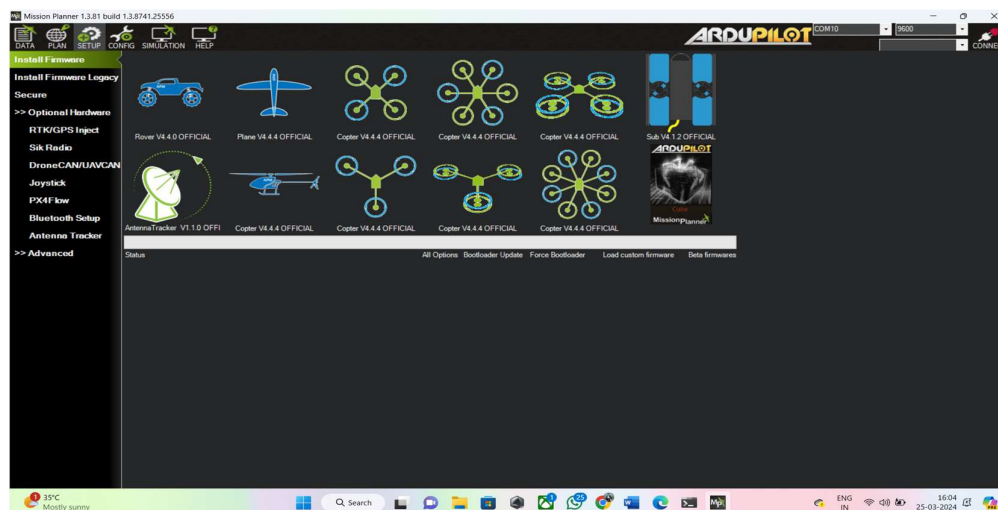 Mission Planner 1.3.81 build 1.3.8741.25556
DATA PLAN SETUP CONFIG SIMULATION HELP
ARDUPILOT
COM10
9600
CONNE
Install Firmware
Install Firmware Legacy
Secure
>> Optional Hardware
RTK/GPS Inject
Sik Radio
DroneCAN/UAVCAN
Joystick
PX4Flow
Bluetooth Setup
Antenna Tracker
>> Advanced
Rover V4.4.0 OFFICIAL
Plane V4.4.4 OFFICIAL
Copter V4.4.4 OFFICIAL
Copter V4.4.4 OFFICIAL
Copter V4.4.4 OFFICIAL
Sub V4.1.2 OFFICIAL
ARDUPILOT
Cube
MissionPlanner
AntennaTracker V1.1.0 OFFI
Copter V4.4.4 OFFICIAL
Copter V4.4.4 OFFICIAL
Copter V4.4.4 OFFICIAL
Copter V4.4.4 OFFICIAL
Status
All Options Bootloader Update Force Bootloader Load custom firmware Beta firmwares
1
35°C
Mostly sunny
Search
25
ENG
IN
16:04
25-03-2024